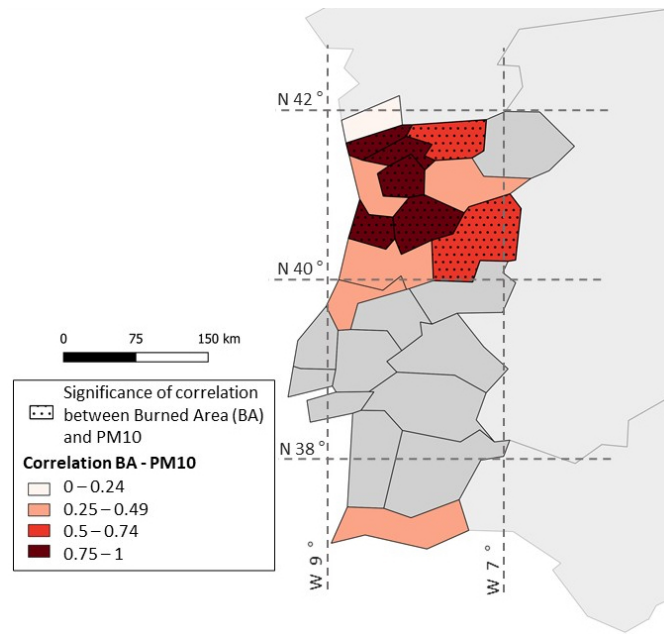 N 42°
N 40°
0 75 150 km
Significance of correlation
between Burned Area (BA)
and PM10
Correlation BA - PM10
0 – 0.24
0.25 – 0.49
0.5 – 0.74
0.75 – 1
N 38°
W 9°
W 7°